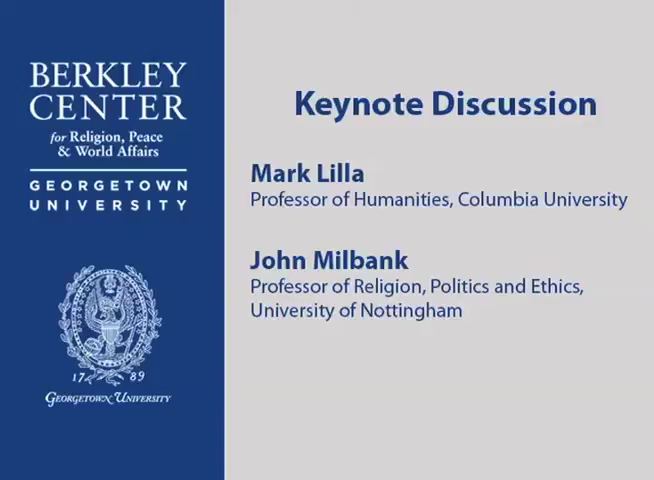 BERKLEY
CENTER
for Religion, Peace
& World Affairs
GEORGETOWN
UNIVERSITY
17 89
GEORGETOWN UNIVERSITY
Keynote Discussion
Mark Lilla
Professor of Humanities, Columbia University
John Milbank
Professor of Religion, Politics and Ethics,
University of Nottingham